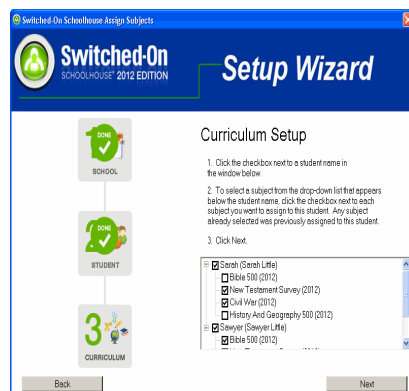 Switched-On Schoolhouse Assign Subjects
Switched-On
SCHOOLHOUSE® 2012 EDITION
Setup Wizard
1 DONE
SCHOOL
2 DONE
STUDENT
3
CURRICULUM
Curriculum Setup
1. Click the checkbox next to a student name in
the window below.
2. To select a subject from the drop-down list that appears
below the student name, click the checkbox next to each
subject you want to assign to this student. Any subject
already selected was previously assigned to this student.
3. Click Next.
Sarah (Sarah Little)
Bible 500 (2012)
New Testament Survey (2012)
Civil War (2012)
History And Geography 500 (2012)
Sawyer (Sawyer Little)
Bible 500 (2012)
Back
Next